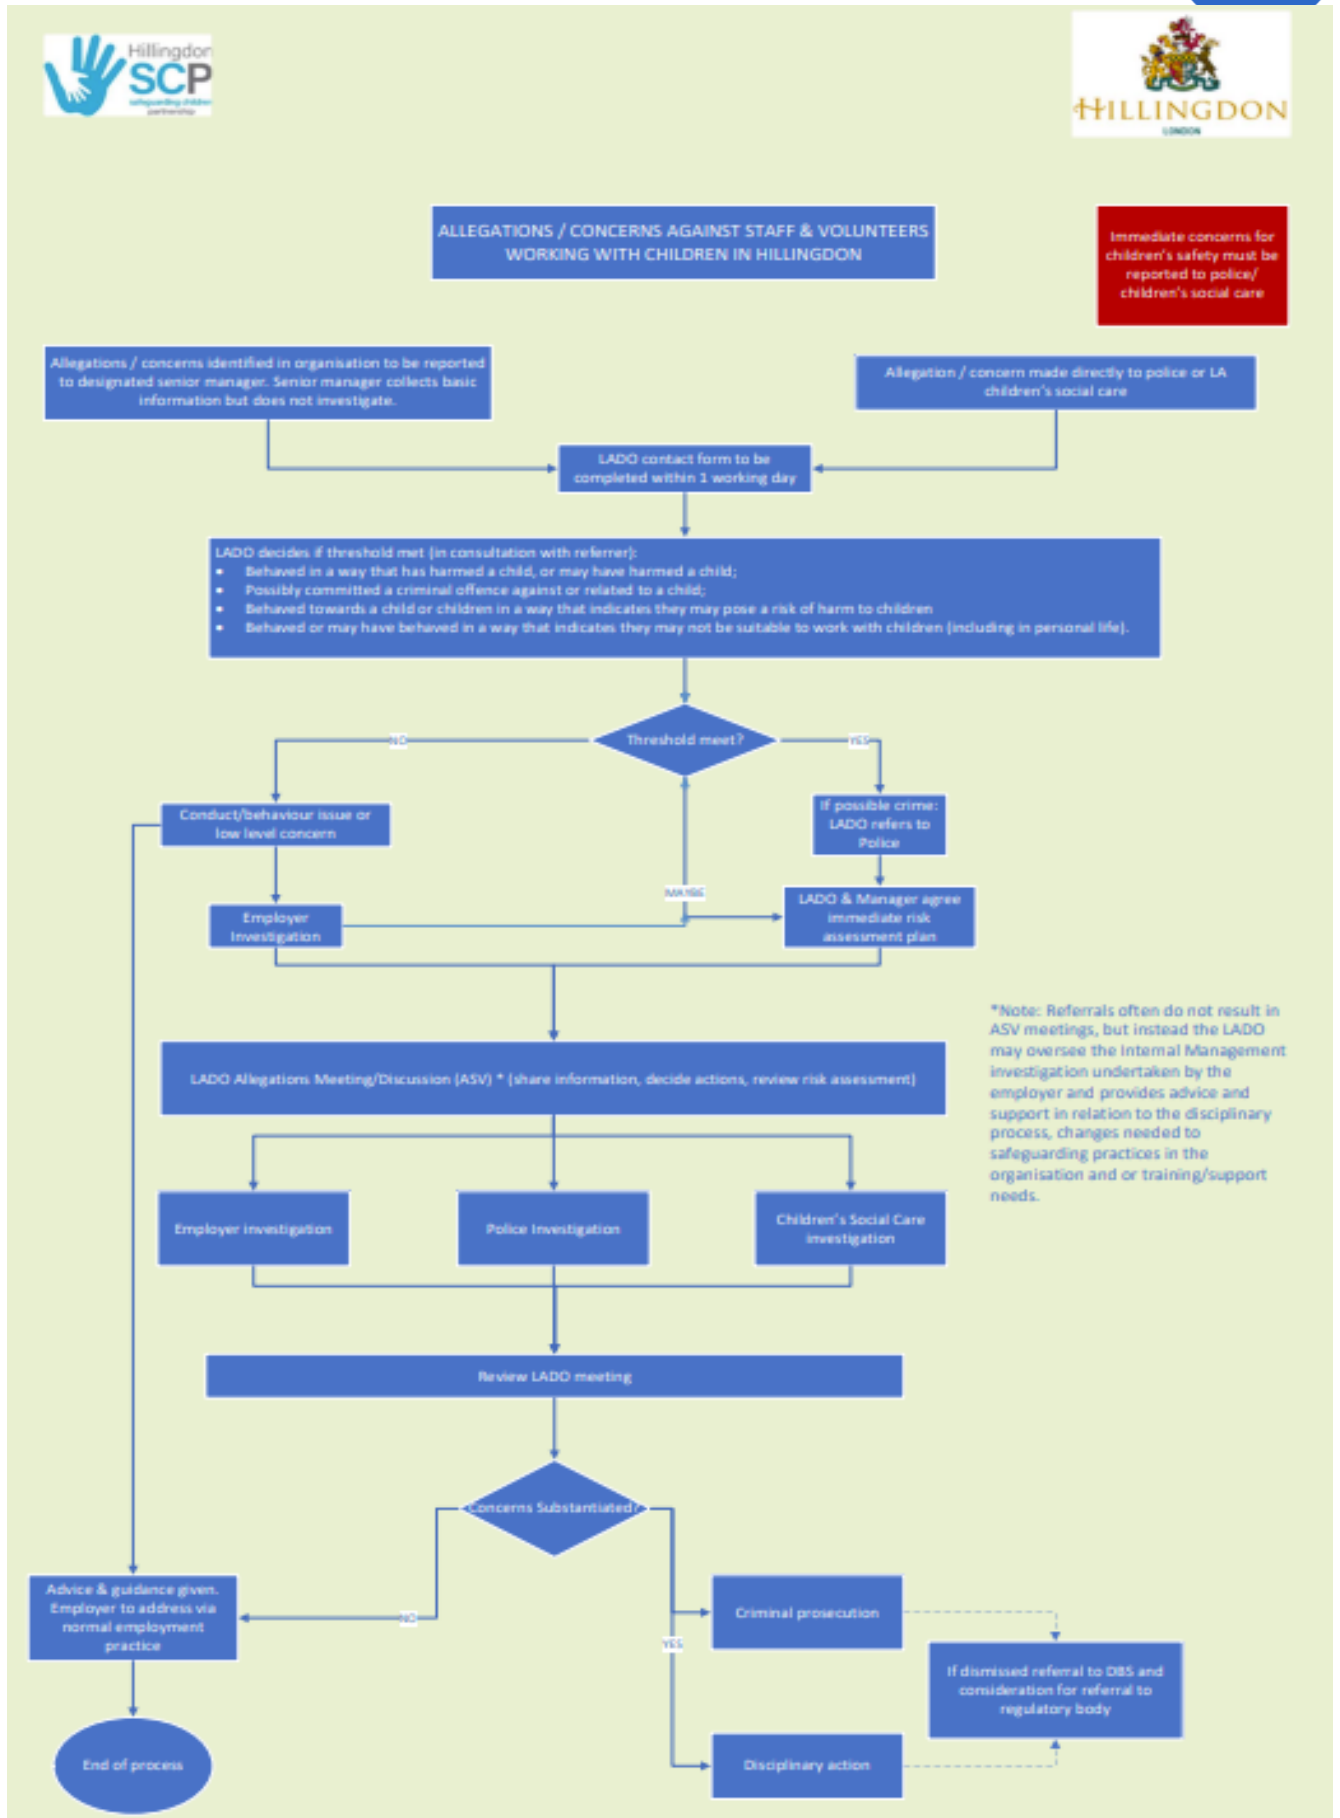 Hillingdon
SCP
safeguarding children
partnership
HILLINGDON
LONDON
ALLEGATIONS / CONCERNS AGAINST STAFF & VOLUNTEERS
WORKING WITH CHILDREN IN HILLINGDON
Immediate concerns for
children's safety must be
reported to police/
children's social care
Allegations / concerns identified in organisation to be reported
to designated senior manager. Senior manager collects basic
information but does not investigate.
Allegation / concern made directly to police or LA
children's social care
LADO contact form to be
completed within 1 working day
LADO decides if threshold met (in consultation with referrer):
• Behaved in a way that has harmed a child, or may have harmed a child;
• Possibly committed a criminal offence against or related to a child;
• Behaved towards a child or children in a way that indicates they may pose a risk of harm to children
• Behaved or may have behaved in a way that indicates they may not be suitable to work with children (including in personal life).
Threshold meet?
NO
YES
Conduct/behaviour issue or
low level concern
If possible crime:
LADO refers to
Police
MAYBE
Employer
Investigation
LADO & Manager agree
immediate risk
assessment plan
*Note: Referrals often do not result in
ASV meetings, but instead the LADO
may oversee the Internal Management
investigation undertaken by the
employer and provides advice and
support in relation to the disciplinary
process, changes needed to
safeguarding practices in the
organisation and or training/support
needs.
LADO Allegations Meeting/Discussion (ASV) * (share information, decide actions, review risk assessment)
Employer investigation
Police Investigation
Children's Social Care
investigation
Review LADO meeting
Concerns Substantiated?
NO
YES
Advice & guidance given.
Employer to address via
normal employment
practice
Criminal prosecution
If dismissed referral to DBS and
consideration for referral to
regulatory body
Disciplinary action
End of process